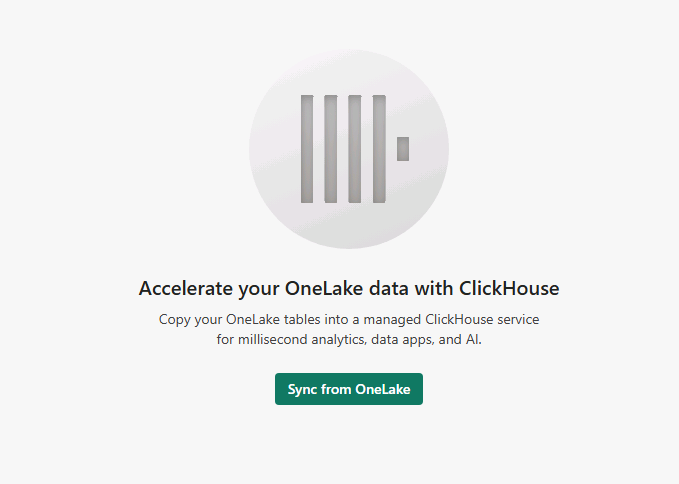 Accelerate your OneLake data with ClickHouse
Copy your OneLake tables into a managed ClickHouse service
for millisecond analytics, data apps, and AI.
Sync from OneLake